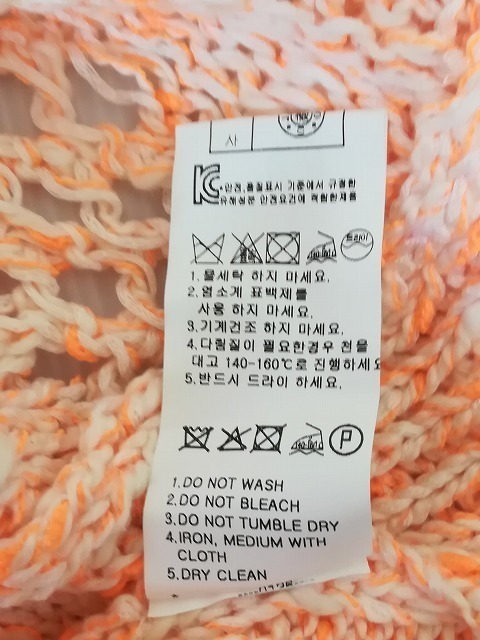 사
안전.품질표시 기준에서 규정한
유해성분 안전요건에 적합한제품
드라이
1.물세탁 하지 마세요.
2.염소계 표백제를
사용 하지 마세요.
3.기계건조 하지 마세요.
4.다림질이 필요한경우 천을
대고 140-160℃로 진행하세요
5.반드시 드라이 하세요.
140-160
P
1.DO NOT WASH
2.DO NOT BLEACH
3.DO NOT TUMBLE DRY
4.IRON, MEDIUM WITH
CLOTH
5.DRY CLEAN